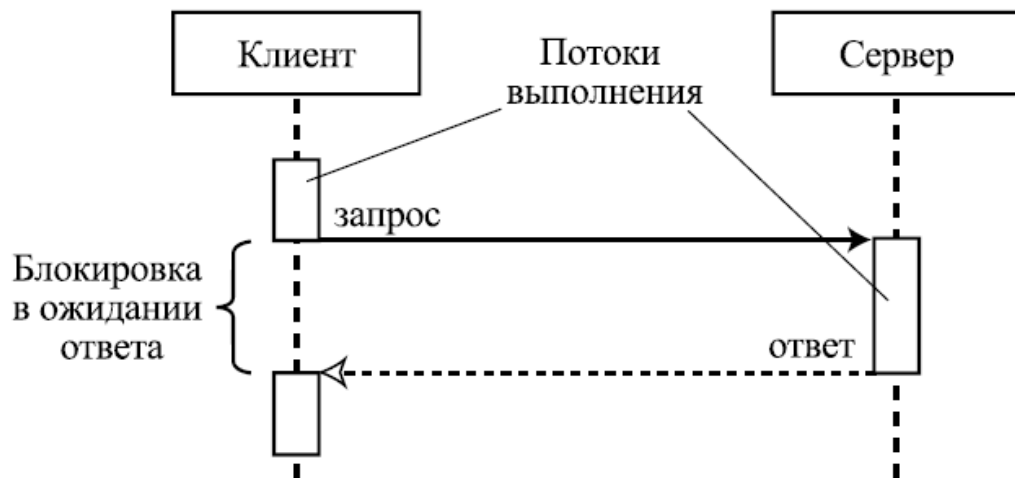 Клиент
Потоки
выполнения
Сервер
запрос
Блокировка
в ожидании
ответа
ответ